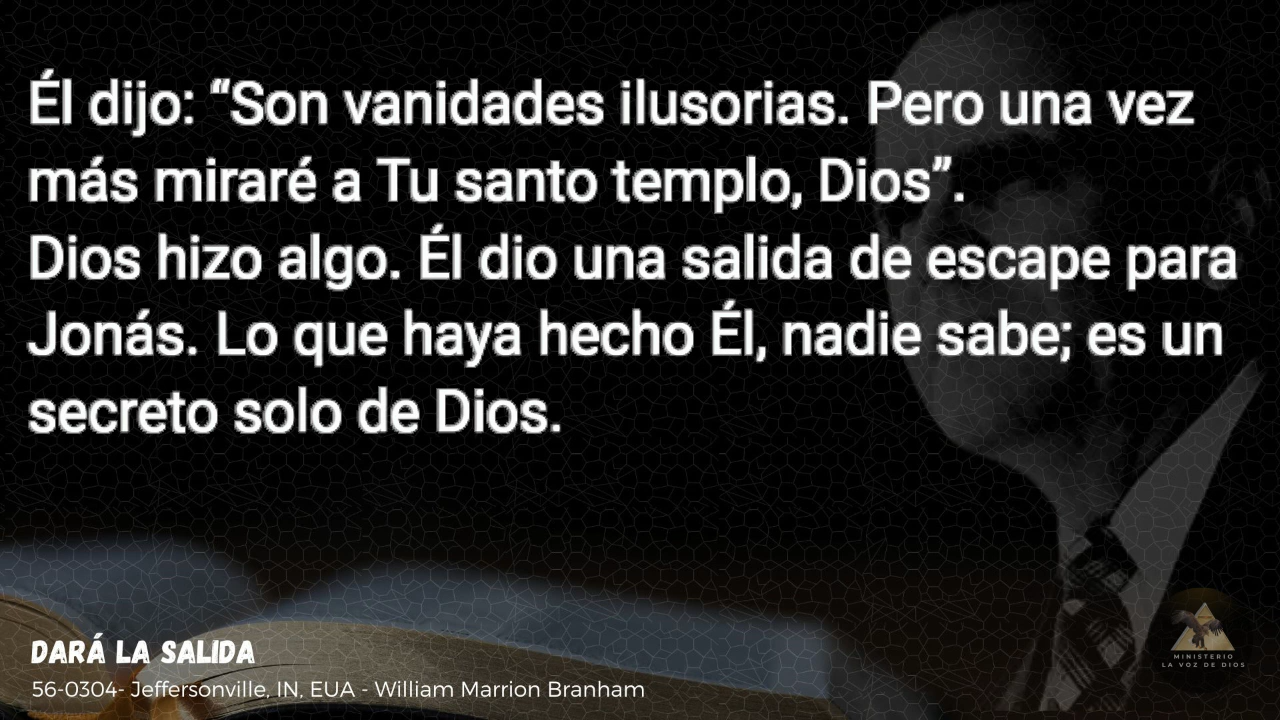 Él dijo: “Son vanidades ilusorias. Pero una vez
más miraré a Tu santo templo, Dios”.
Dios hizo algo. Él dio una salida de escape para
Jonás. Lo que haya hecho Él, nadie sabe; es un
secreto solo de Dios.
DARÁ LA SALIDA
56-0304- Jeffersonville, IN, EUA - William Marrion Branham
MINISTERIO
LA VOZ DE DIOS